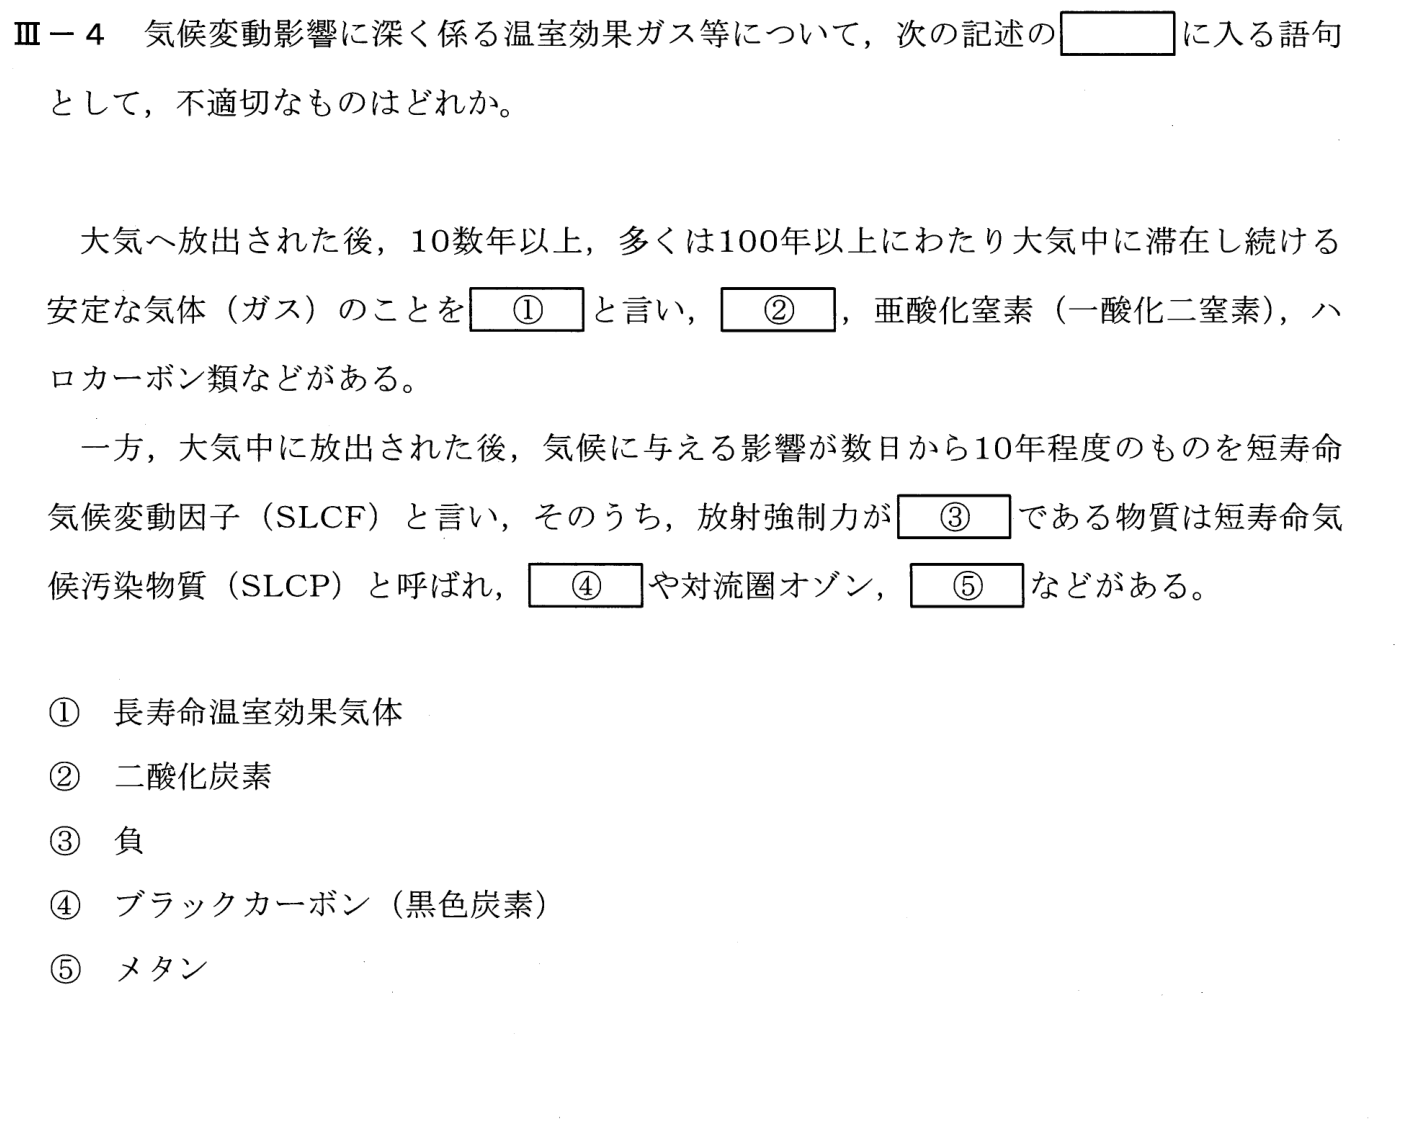 Ⅲ－4　気候変動影響に深く係る温室効果ガス等について，次の記述の　　　に入る語句
として，不適切なものはどれか。
大気へ放出された後，10数年以上，多くは100年以上にわたり大気中に滞在し続ける
安定な気体（ガス）のことを ① と言い， ② ，亜酸化窒素（一酸化二窒素），ハ
ロカーボン類などがある。
一方，大気中に放出された後，気候に与える影響が数日から10年程度のものを短寿命
気候変動因子（SLCF）と言い，そのうち，放射強制力が ③ である物質は短寿命気
候汚染物質（SLCP）と呼ばれ， ④ や対流圏オゾン， ⑤ などがある。
①　長寿命温室効果気体
②　二酸化炭素
③　負
④　ブラックカーボン（黒色炭素）
⑤　メタン